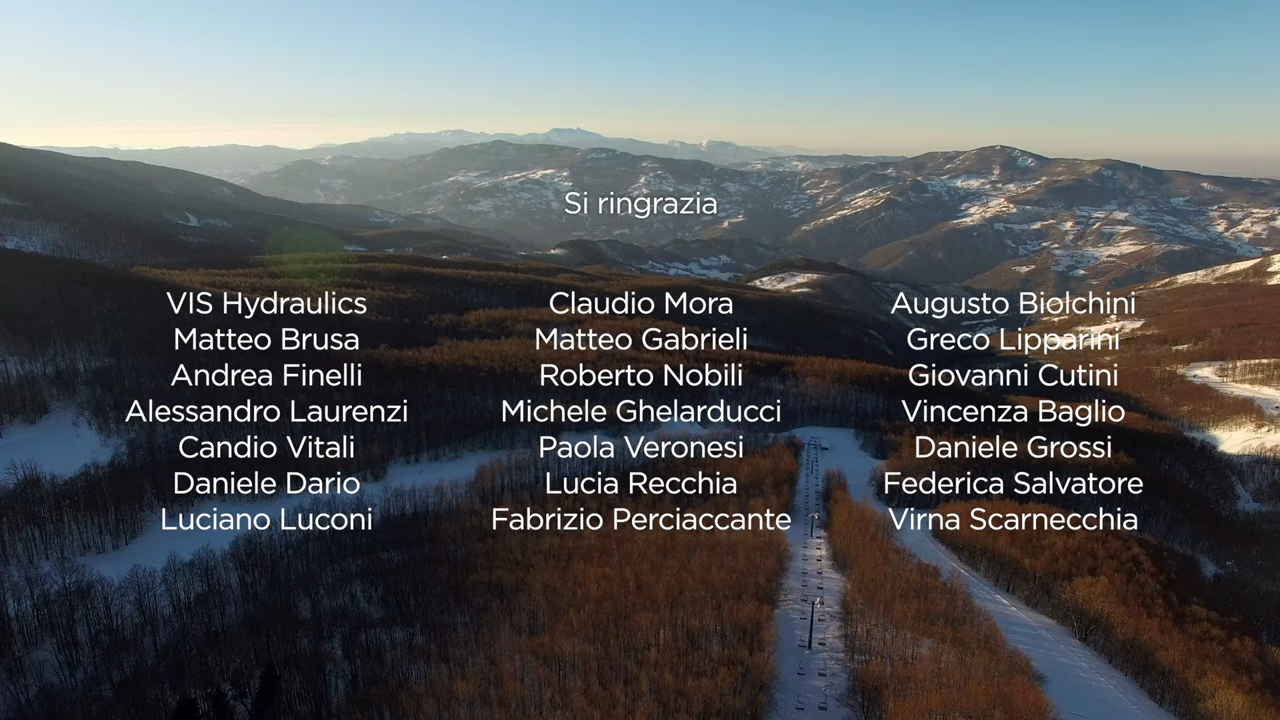 Si ringrazia
VIS Hydraulics
Matteo Brusa
Andrea Finelli
Alessandro Laurenzi
Candio Vitali
Daniele Dario
Luciano Luconi
Claudio Mora
Matteo Gabrieli
Roberto Nobili
Michele Ghelarducci
Paola Veronesi
Lucia Recchia
Fabrizio Perciaccante
Augusto Biolchini
Greco Lipparini
Giovanni Cutini
Vincenza Baglio
Daniele Grossi
Federica Salvatore
Virna Scarnecchia